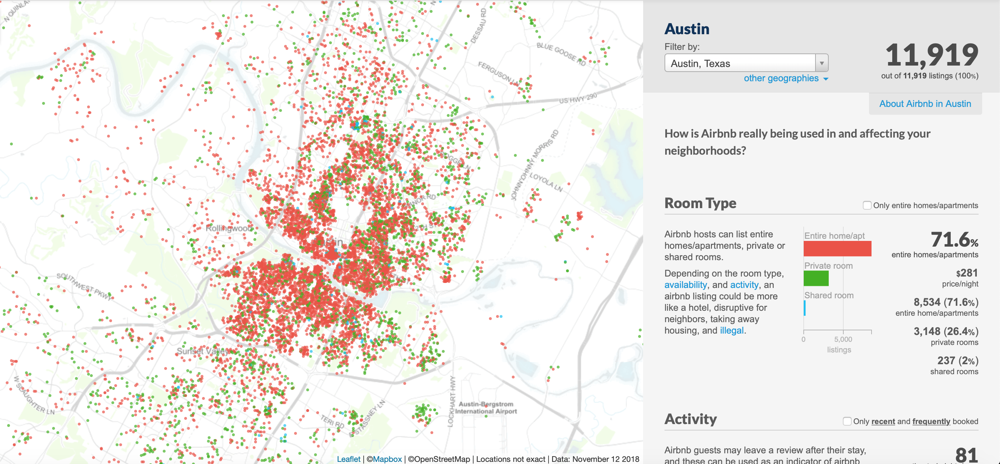 N QUINLA
N
DESSAU RD
BLUE GOOSE RD
FERGUSON LN
US HWY 290
JOHNNY MORRIS RD
LOYOLA LN
Rollingwood
SOUTHWEST PKWY
Sunset Valley
W SLAUGHTER LN
TERI RD
E STASSNEY LN
LOCKHART HWY
Austin-Bergstrom
International Airport
Leaflet | ©Mapbox | ©OpenStreetMap | Locations not exact | Data: November 12 2018
Austin
Filter by:
Austin, Texas
other geographies
11,919
out of 11,919 listings (100%)
About Airbnb in Austin
How is Airbnb really being used in and affecting your
neighborhoods?
Room Type
Only entire homes/apartments
Airbnb hosts can list entire
homes/apartments, private or
shared rooms.
Depending on the room type,
availability, and activity, an
airbnb listing could be more
like a hotel, disruptive for
neighbors, taking away
housing, and illegal.
Entire home/apt
Private room
Shared room
0 5,000
listings
71.6%
entire homes/apartments
$281
price/night
8,534 (71.6%)
entire home/apartments
3,148 (26.4%)
private rooms
237 (2%)
shared rooms
Activity
Only recent and frequently booked
Airbnb guests may leave a review after their stay,
and these can be used as an indicator of airbnb
81